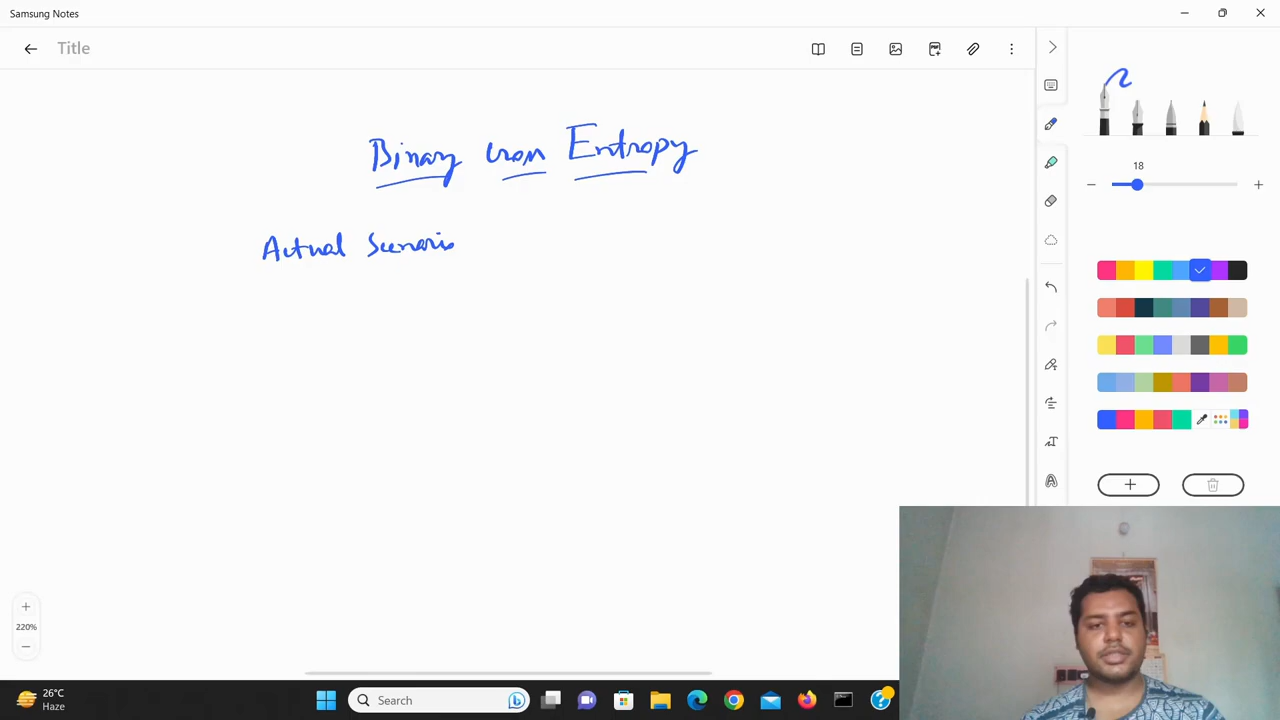 Samsung Notes
Title
Binary Cross Entropy
Actual Scenario
18
220%
26°C
Haze
Search